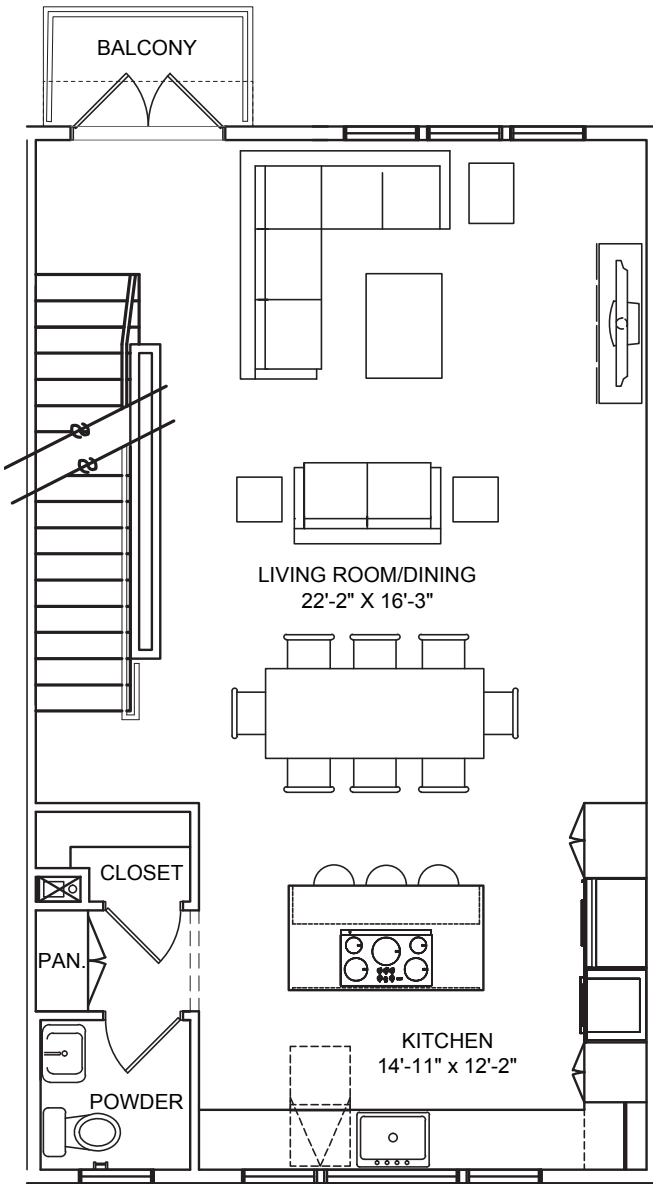 BALCONY
LIVING ROOM/DINING
22'-2" X 16'-3"
CLOSET
PAN.
KITCHEN
14'-11" x 12'-2"
POWDER